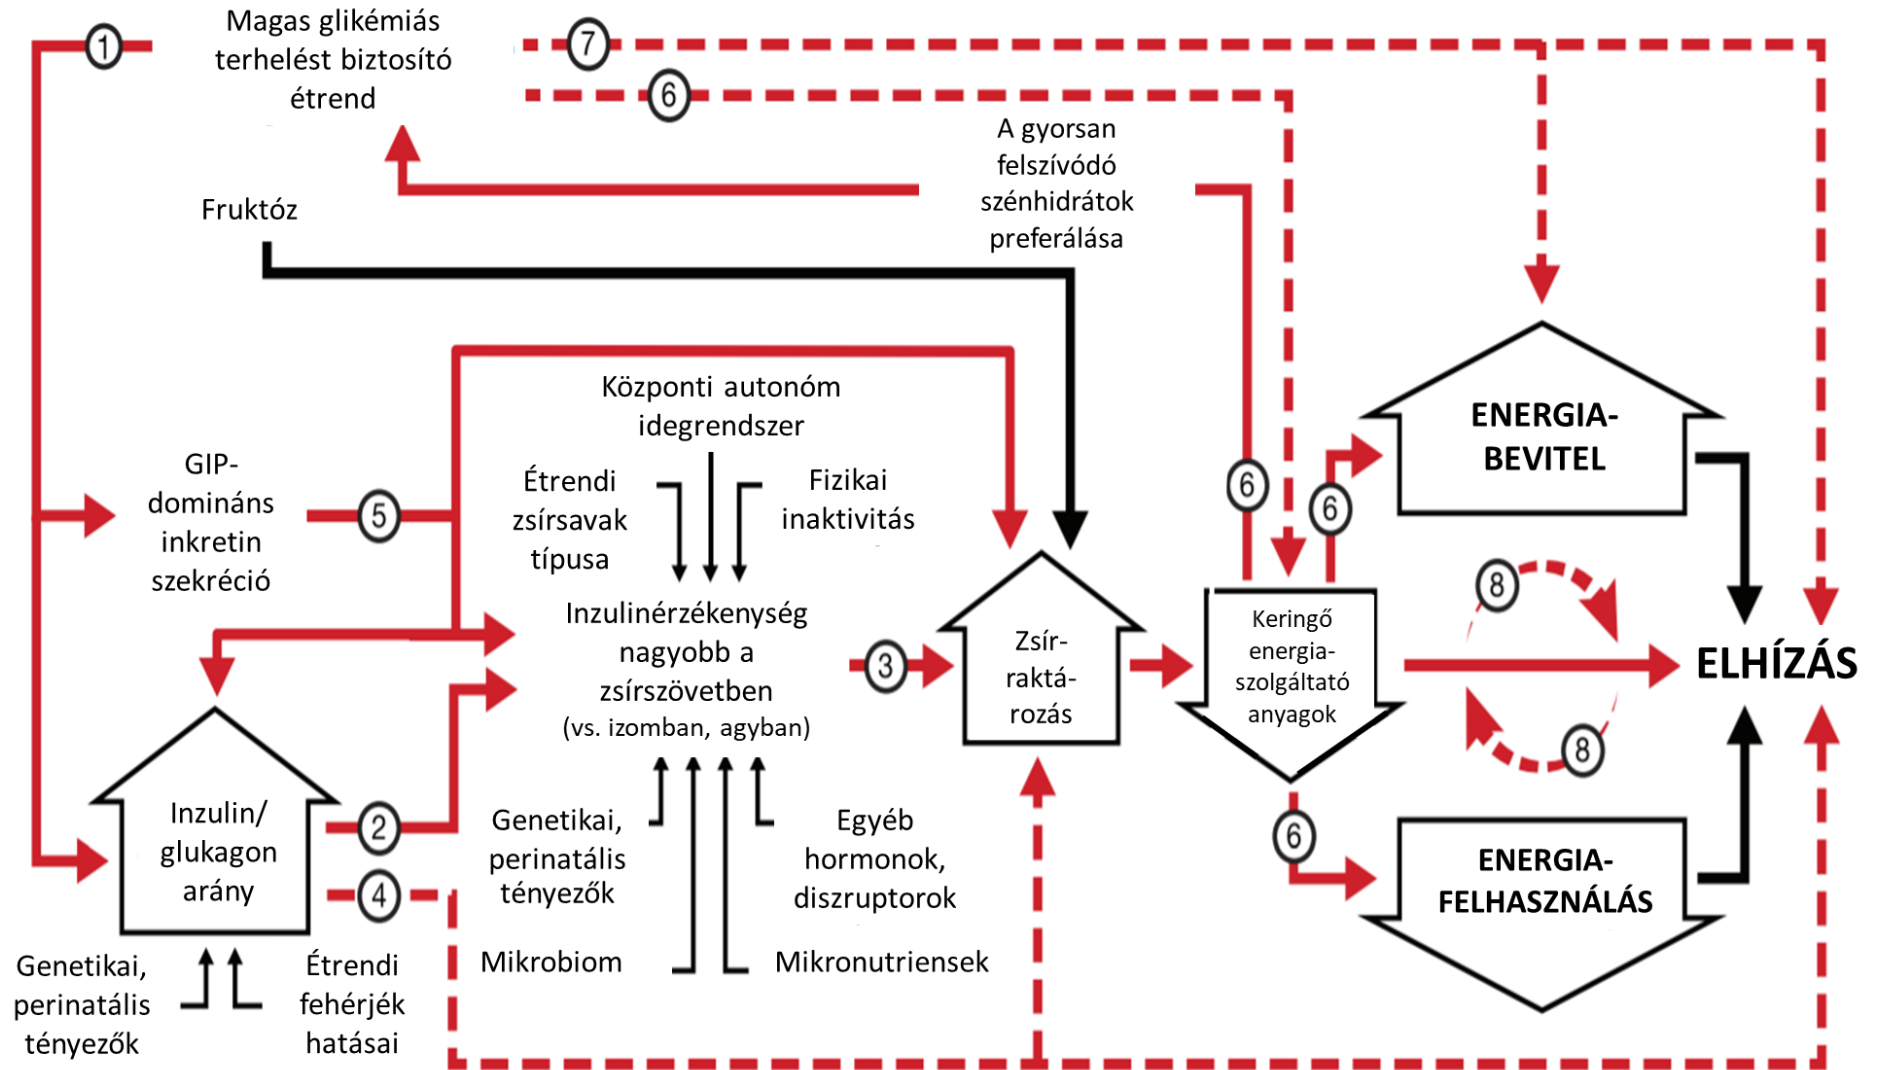 Magas glikémiás
terhelést biztosító
étrend
1
7
6
A gyorsan
felszívódó
szénhidrátok
preferálása
Fruktóz
Központi autonóm
idegrendszer
Étrendi
zsírsavak
típusa
Fizikai
inaktivitás
GIP-
domináns
inkretin
szekréció
5
Inzulinérzékenység
nagyobb a
zsírszövetben
(vs. izomban, agyban)
3
Zsír-
raktá-
rozás
6
6
Keringő
energia-
szolgáltató
anyagok
ENERGIA-
BEVITEL
8
8
ELHÍZÁS
6
ENERGIA-
FELHASZNÁLÁS
Inzulin/
glukagon
arány
2
4
Genetikai,
perinatális
tényezők
Egyéb
hormonok,
diszruptorok
Mikrobiom
Mikronutriensek
Genetikai,
perinatális
tényezők
Étrendi
fehérjék
hatásai